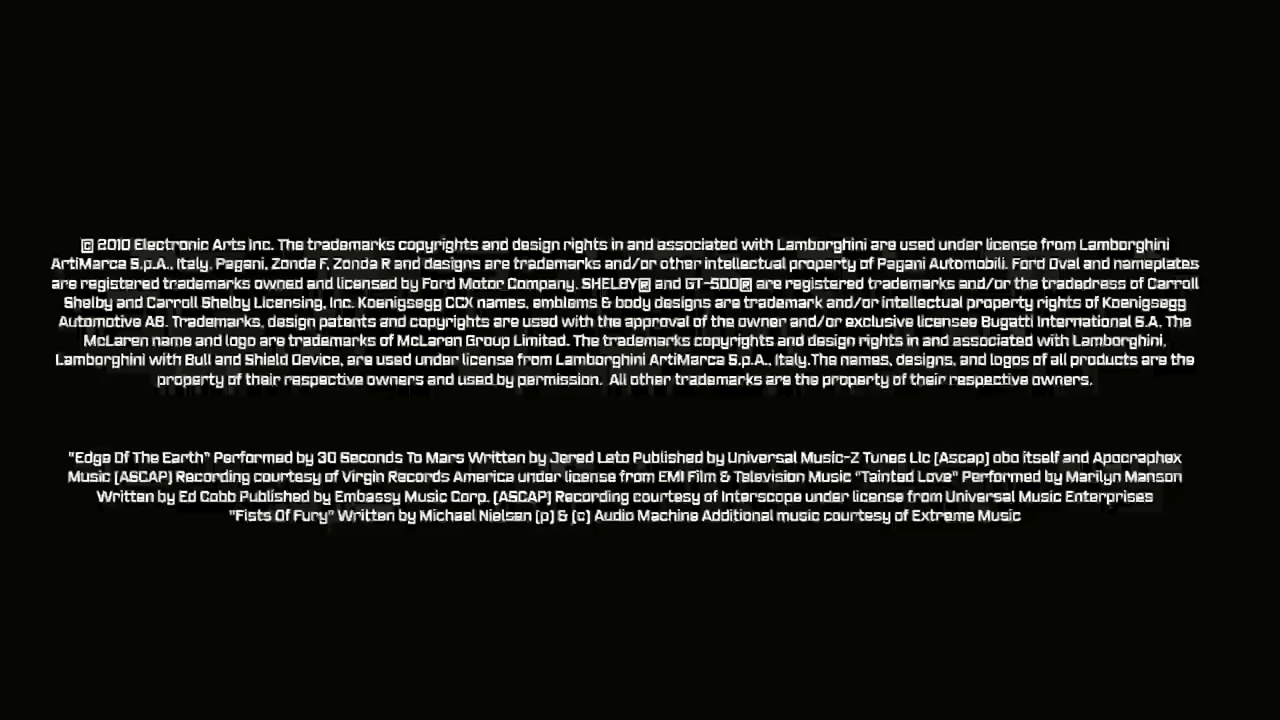 © 2010 Electronic Arts Inc. The trademarks copyrights and design rights in and associated with Lamborghini are used under license from Lamborghini
ArtiMarca S.p.A., Italy, Pagani, Zonda F, Zonda R and designs are trademarks and/or other intellectual property of Pagani Automobili. Ford Oval and nameplates
are registered trademarks owned and licensed by Ford Motor Company. SHELBY® and GT-500® are registered trademarks and/or the tradedress of Carroll
Shelby and Carroll Shelby Licensing, Inc. Koenigsegg CCX names, emblems & body designs are trademark and/or intellectual property rights of Koenigsegg
Automotive AB. Trademarks, design patents and copyrights are used with the approval of the owner and/or exclusive licensee Bugatti International S.A. The
McLaren name and logo are trademarks of McLaren Group Limited. The trademarks copyrights and design rights in and associated with Lamborghini,
Lamborghini with Bull and Shield Device, are used under license from Lamborghini ArtiMarca S.p.A., Italy.The names, designs, and logos of all products are the
property of their respective owners and used by permission. All other trademarks are the property of their respective owners.
"Edge Of The Earth" Performed by 30 Seconds To Mars Written by Jered Leto Published by Universal Music-Z Tunes Llc (Ascap) obo itself and Apocraphex
Music (ASCAP) Recording courtesy of Virgin Records America under license from EMI Film & Television Music "Tainted Love" Performed by Marilyn Manson
Written by Ed Cobb Published by Embassy Music Corp. (ASCAP) Recording courtesy of Interscope under license from Universal Music Enterprises
"Fists Of Fury" Written by Michael Nielsen (p) & (c) Audio Machine Additional music courtesy of Extreme Music